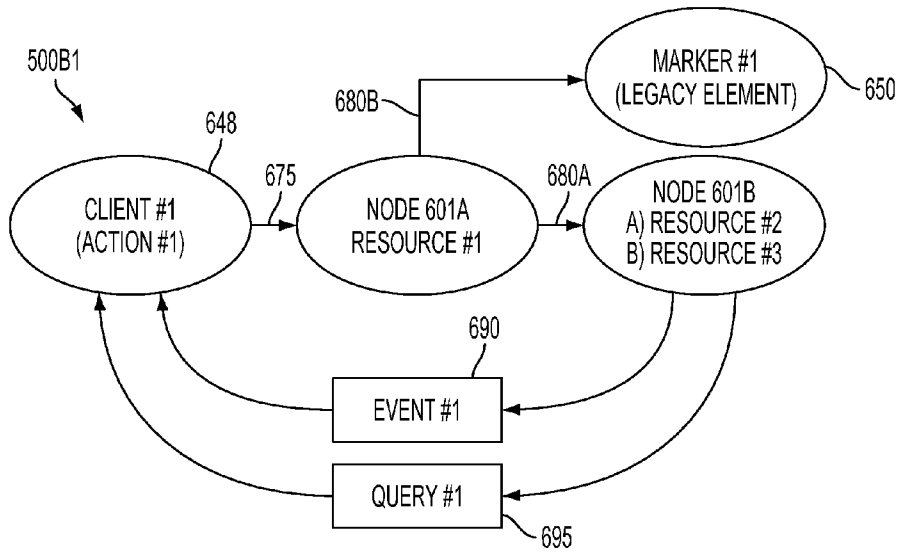 500B1
MARKER #1
(LEGACY ELEMENT)
650
680B
648
675
680A
CLIENT #1
(ACTION #1)
NODE 601A
RESOURCE #1
NODE 601B
A) RESOURCE #2
B) RESOURCE #3
690
EVENT #1
QUERY #1
695